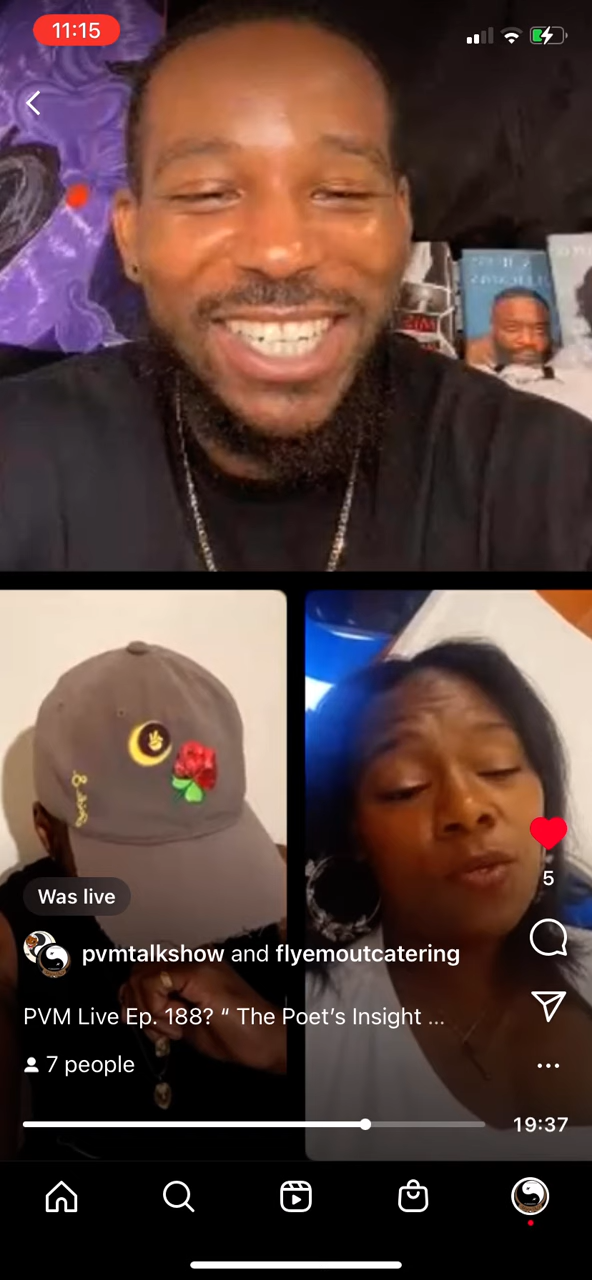 11:15
Was live
pvmtalkshow and flyemoutcatering
PVM Live Ep. 188? “ The Poet’s Insight ...
7 people
5
19:37